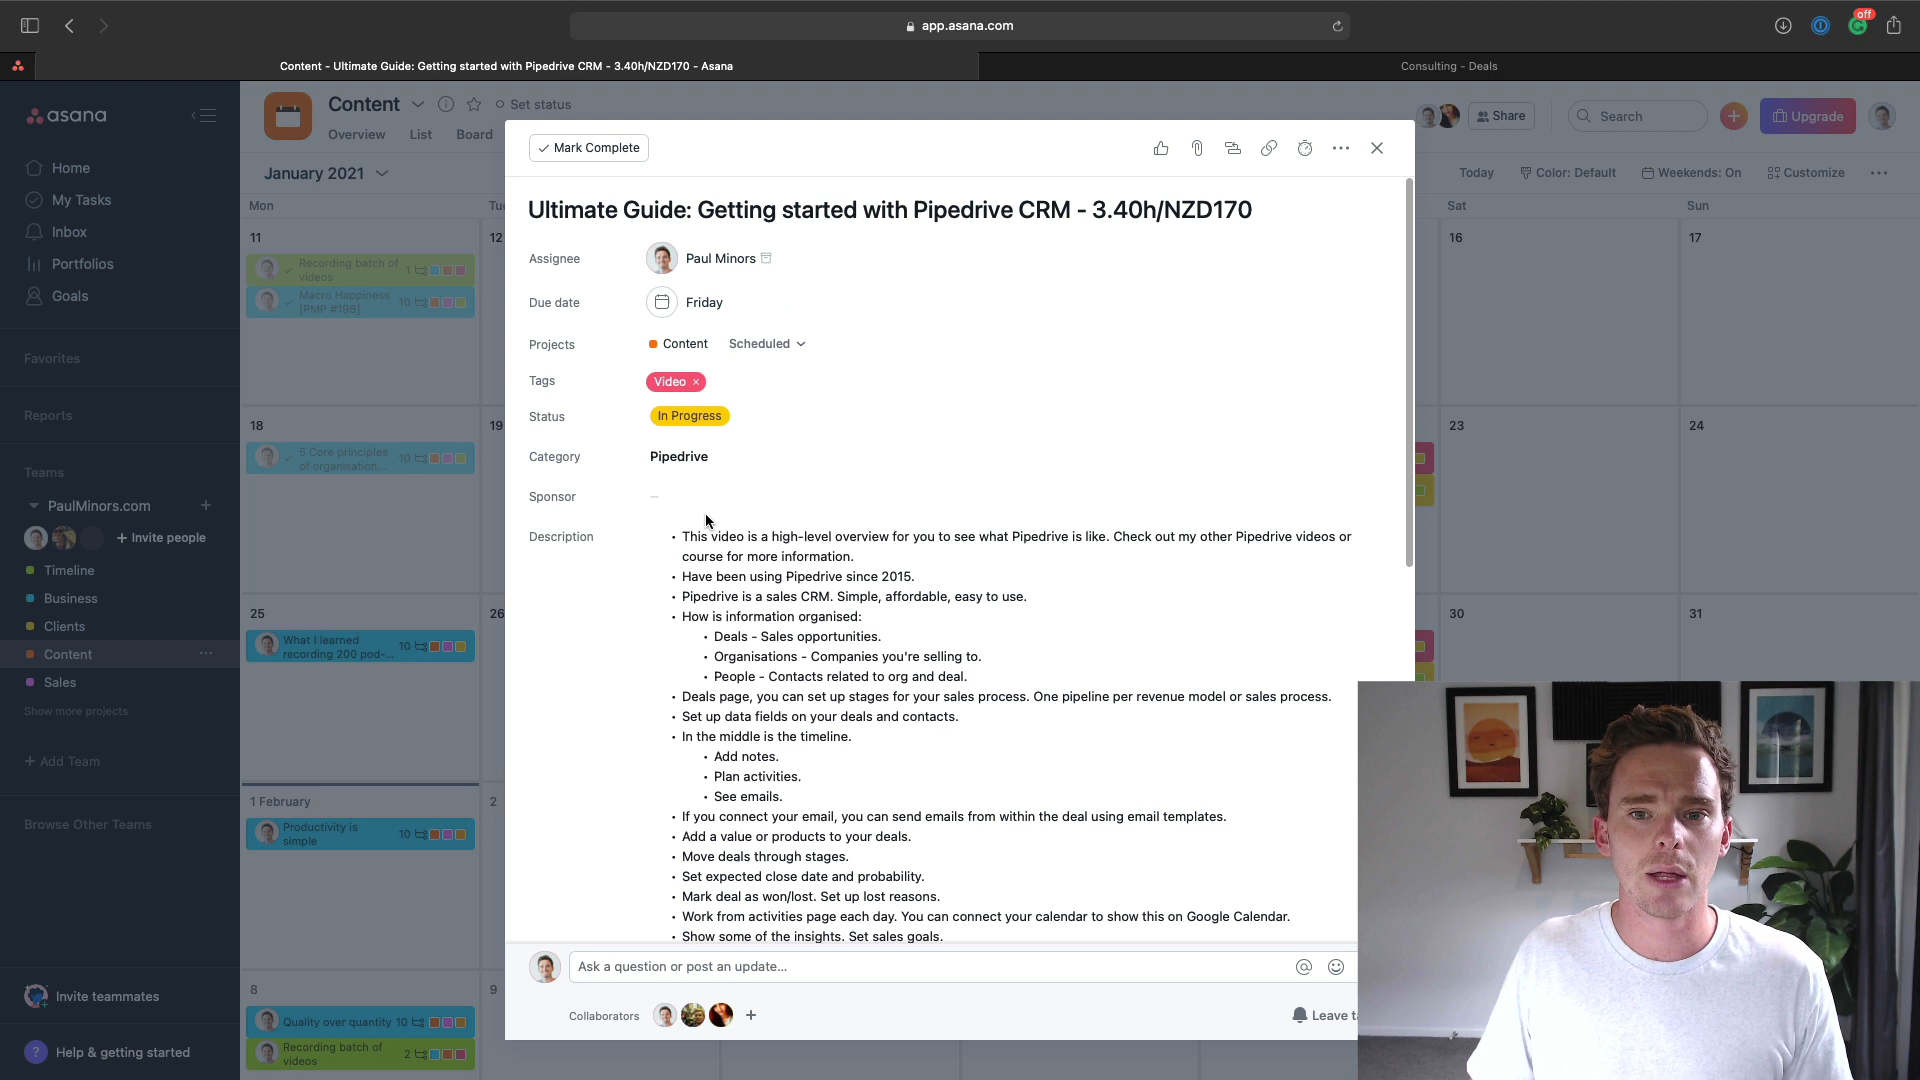 app.asana.com
off
Content - Ultimate Guide: Getting started with Pipedrive CRM - 3.40h/NZD170 - Asana
Consulting - Deals
asana
Home
My Tasks
Inbox
Portfolios
Goals
Favorites
Reports
Teams
PaulMinors.com
Invite people
Timeline
Business
Clients
Content
Sales
Show more projects
+ Add Team
Browse Other Teams
Invite teammates
? Help & getting started
Content
Set status
Overview List Board
Share
Search
Upgrade
January 2021
Today
Color: Default
Weekends: On
Customize
Mon
Sat
Sun
11
12
16
17
Recording batch of
videos
1
Macro Happiness
[PMP #198]
10
18
19
23
24
5 Core principles
of organisation...
10
25
26
30
31
What I learned
recording 200 pod-...
10
1 February
2
Productivity is
simple
10
8
9
Quality over quantity 10
Recording batch of
videos
2
Mark Complete
Ultimate Guide: Getting started with Pipedrive CRM - 3.40h/NZD170
Assignee
Paul Minors
Due date
Friday
Projects
Content
Scheduled
Tags
Video ×
Status
In Progress
Category
Pipedrive
Sponsor
—
Description
• This video is a high-level overview for you to see what Pipedrive is like. Check out my other Pipedrive videos or
course for more information.
• Have been using Pipedrive since 2015.
• Pipedrive is a sales CRM. Simple, affordable, easy to use.
• How is information organised:
• Deals - Sales opportunities.
• Organisations - Companies you're selling to.
• People - Contacts related to org and deal.
• Deals page, you can set up stages for your sales process. One pipeline per revenue model or sales process.
• Set up data fields on your deals and contacts.
• In the middle is the timeline.
• Add notes.
• Plan activities.
• See emails.
• If you connect your email, you can send emails from within the deal using email templates.
• Add a value or products to your deals.
• Move deals through stages.
• Set expected close date and probability.
• Mark deal as won/lost. Set up lost reasons.
• Work from activities page each day. You can connect your calendar to show this on Google Calendar.
• Show some of the insights. Set sales goals.
Ask a question or post an update...
Collaborators
Leave